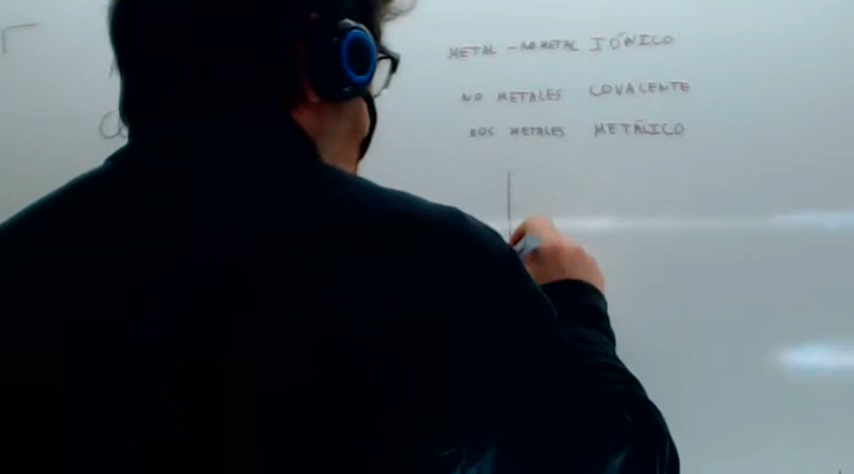 METAL - NO METAL IÓNICO
NO METALES COVALENTE
DOS METALES METÁLICO